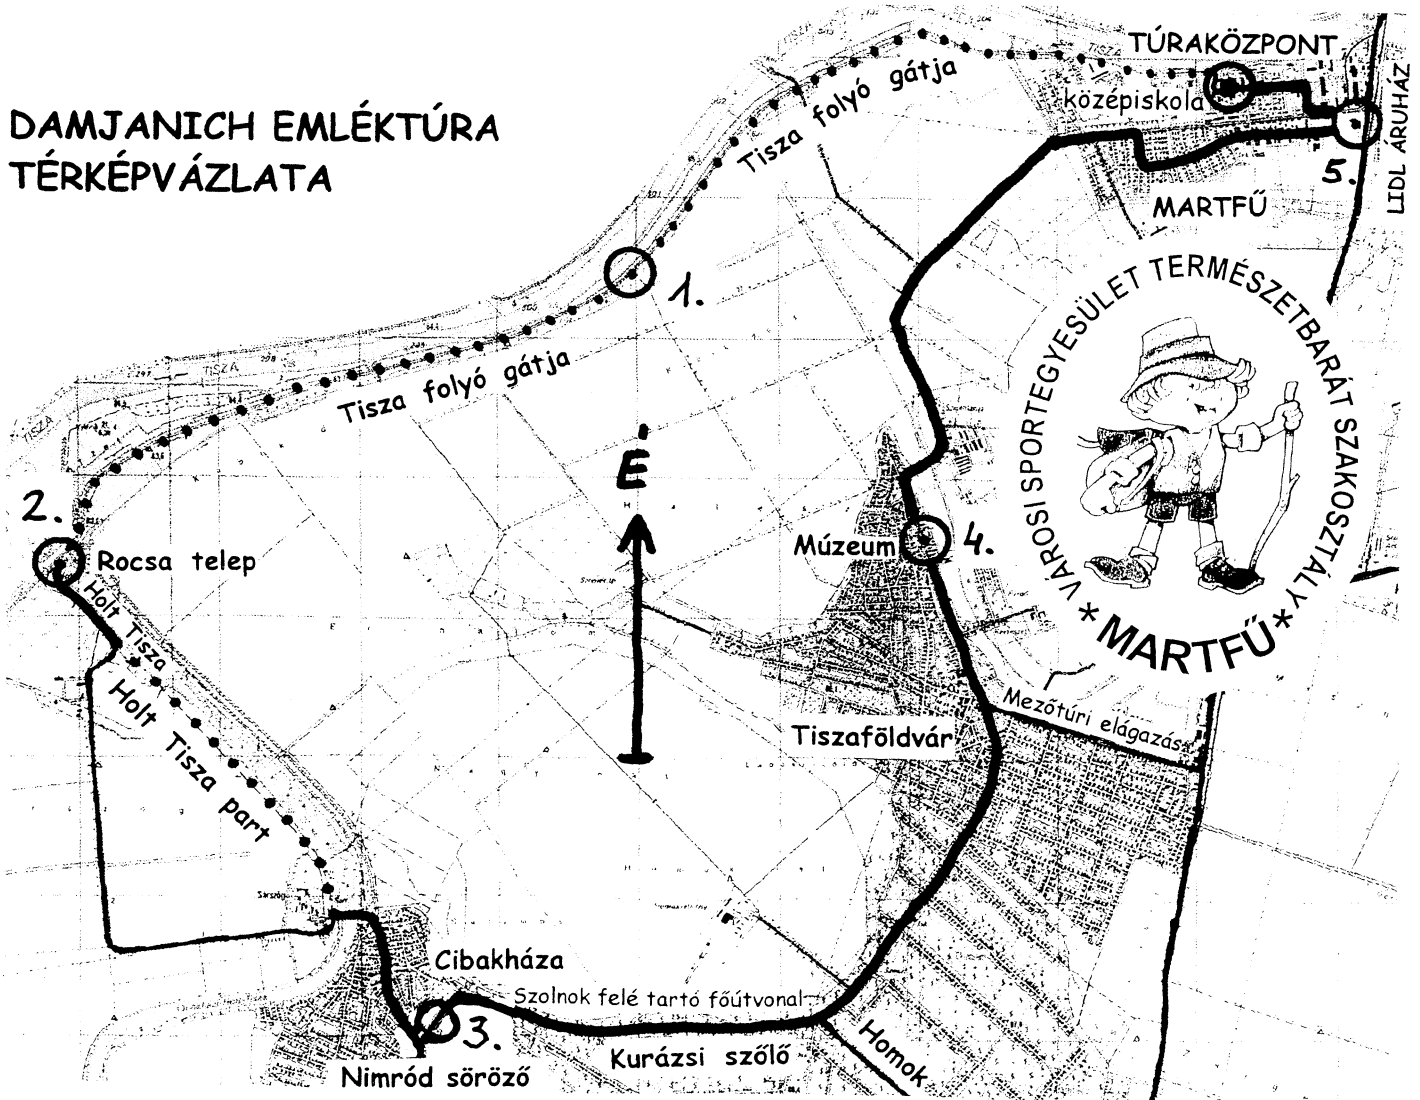 DAMJANICH EMLÉKTÚRA
TÉRKÉPVÁZLATA
TÚRAKÖZPONT
középiskola
LIDL ÁRUHÁZ
5.
MARTFŰ
Tisza folyó gátja
1.
Tisza folyó gátja
TISZA
TISZA
É
2.
Rocsa telep
Holt Tisza
Holt Tisza part
Múzeum
4.
VÁROSI SPORTEGYESÜLET TERMÉSZETBARÁT SZAKOSZTÁLY
* MARTFŰ *
Mezőtúri elágazás
Tiszaföldvár
Cibakháza
Szolnok felé tartó főútvonal
3.
Kurázsi szőlő
Homok
Nimród söröző